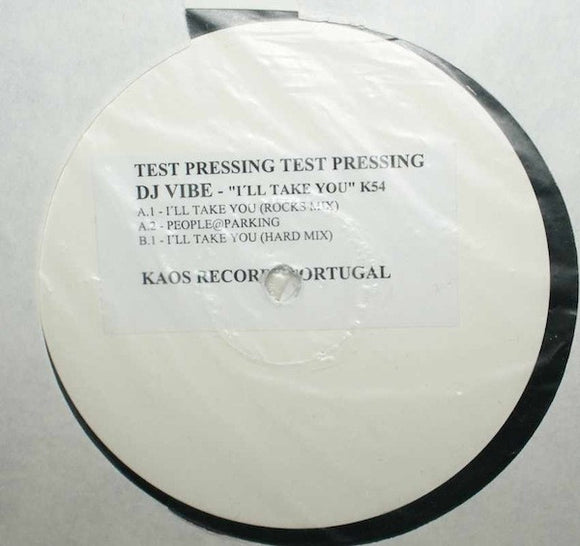 TEST PRESSING TEST PRESSING
DJ VIBE - "I´LL TAKE YOU" K54
A.1 - I´LL TAKE YOU (ROCKS MIX)
A.2 - PEOPLE@PARKING
B.1 - I´LL TAKE YOU (HARD MIX)
KAOS RECORDS PORTUGAL